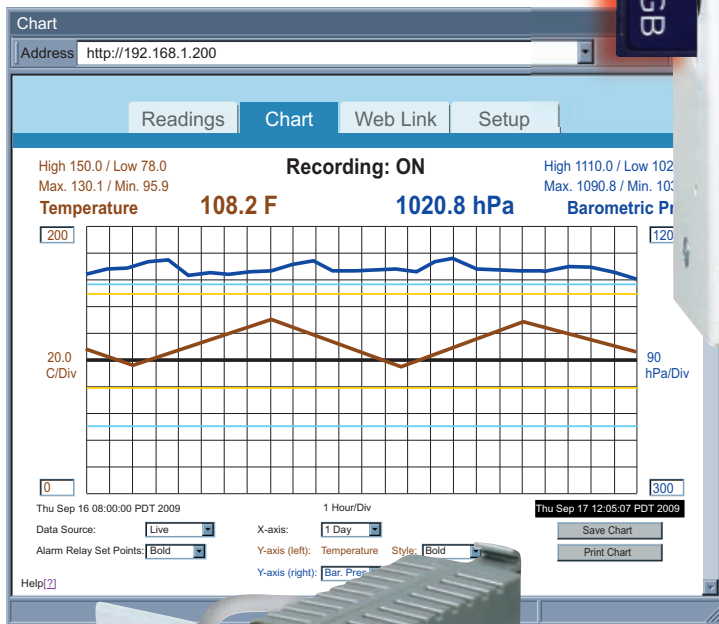 Chart
Address http://192.168.1.200
GB
Readings Chart Web Link Setup
High 150.0 / Low 78.0
Max. 130.1 / Min. 95.9
Temperature 108.2 F
Recording: ON
High 1110.0 / Low 102
Max. 1090.8 / Min. 103
1020.8 hPa Barometric Pr
200
120
20.0
C/Div
90
hPa/Div
0
300
Thu Sep 16 08:00:00 PDT 2009 1 Hour/Div Thu Sep 17 12:05:07 PDT 2009
Data Source: Live X-axis: 1 Day Save Chart
Alarm Relay Set Points: Bold Y-axis (left): Temperature Style: Bold Print Chart
Y-axis (right): Bar. Pres
Help[?]